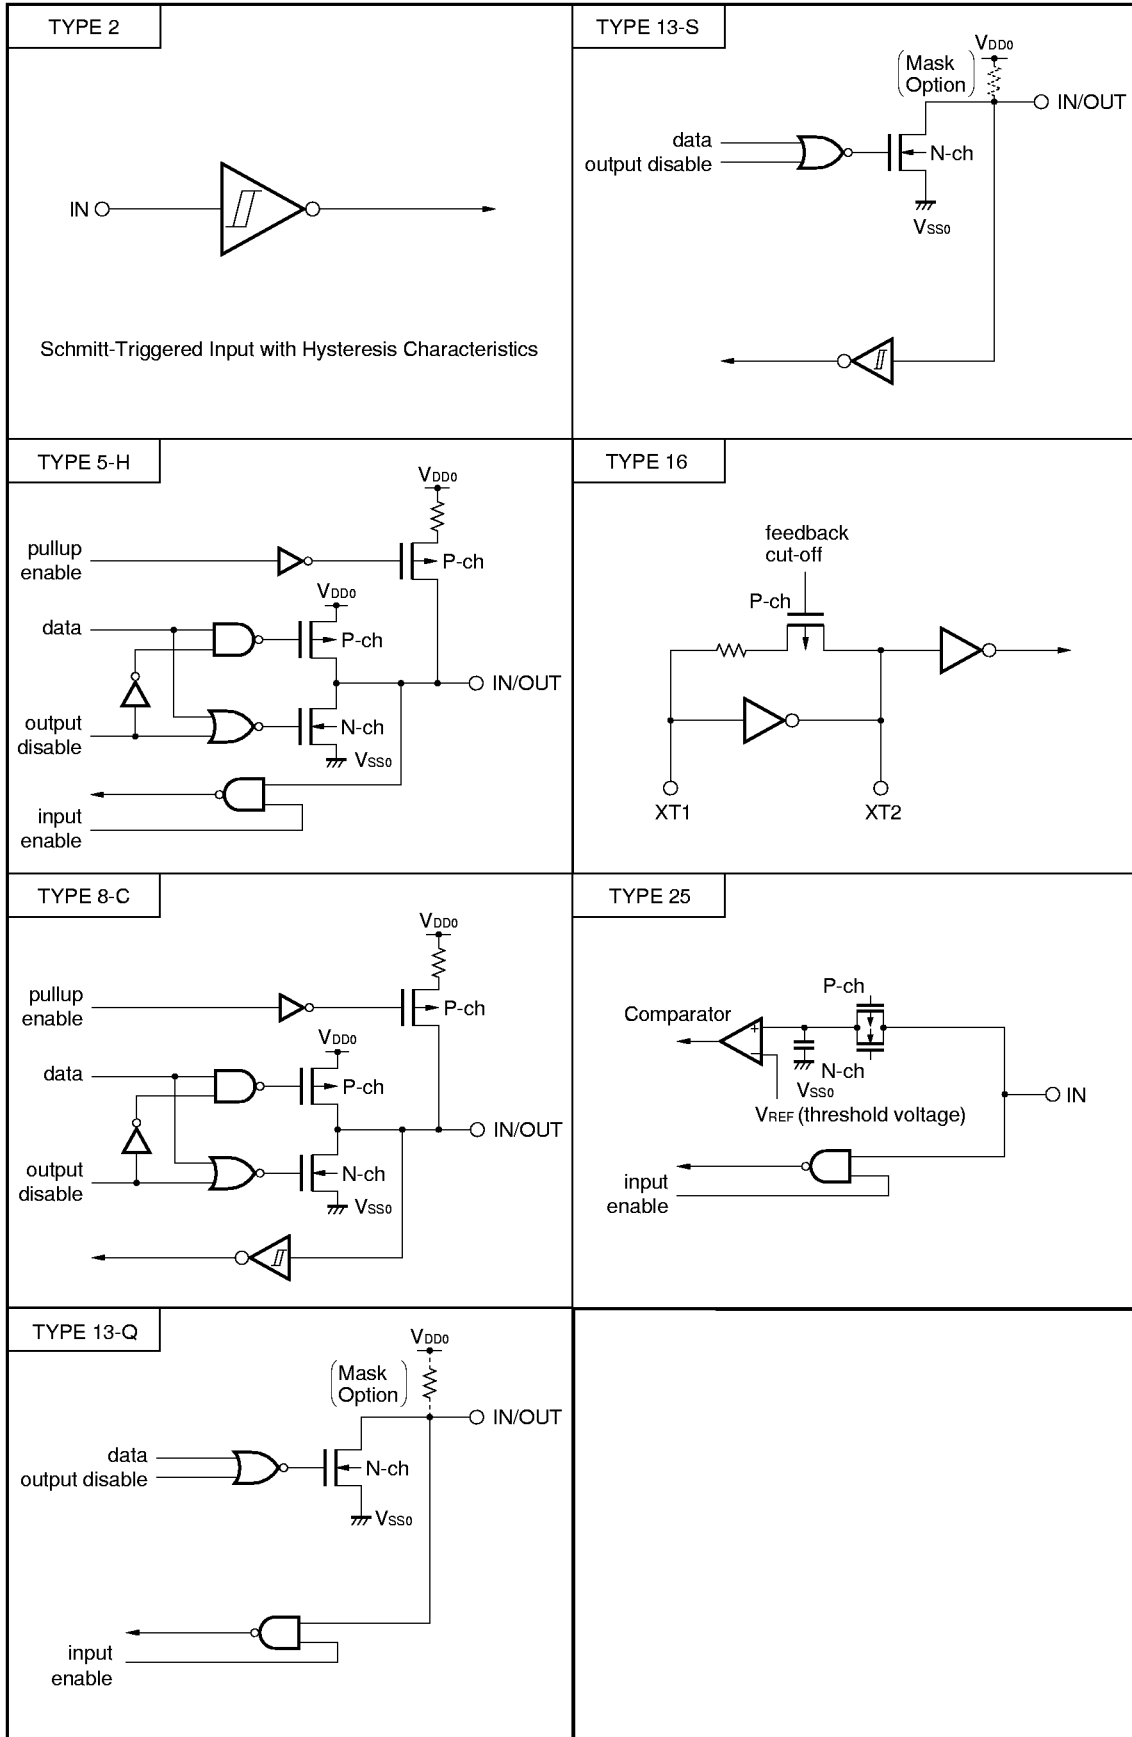 TYPE 2
IN
Schmitt-Triggered Input with Hysteresis Characteristics
TYPE 13-S
VDD0
Mask
Option
IN/OUT
data
output disable
N-ch
VSS0
TYPE 5-H
VDD0
pullup
enable
P-ch
VDD0
data
P-ch
IN/OUT
output
disable
N-ch
VSS0
input
enable
TYPE 16
feedback
cut-off
P-ch
XT1
XT2
TYPE 8-C
VDD0
pullup
enable
P-ch
VDD0
data
P-ch
IN/OUT
output
disable
N-ch
VSS0
TYPE 25
P-ch
Comparator
+
−
N-ch
VSS0
IN
VREF (threshold voltage)
input
enable
TYPE 13-Q
VDD0
Mask
Option
IN/OUT
data
output disable
N-ch
VSS0
input
enable